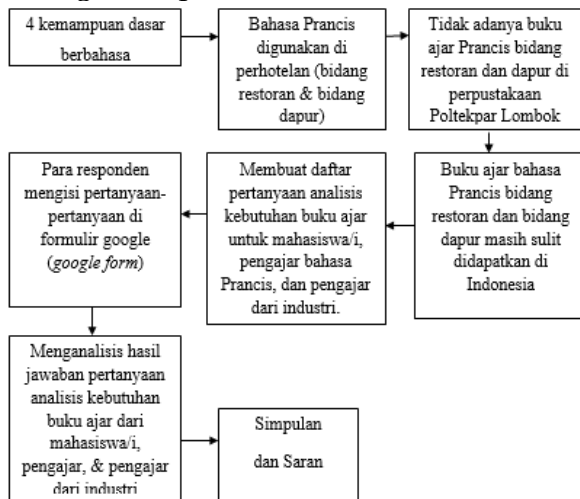 4 kemampuan dasar
berbahasa
Bahasa Prancis
digunakan di
perhotelan (bidang
restoran & bidang
dapur)
Tidak adanya buku
ajar Prancis bidang
restoran dan dapur di
perpustakaan
Poltekpar Lombok
Buku ajar bahasa
Prancis bidang
restoran dan bidang
dapur masih sulit
didapatkan di
Indonesia
Membuat daftar
pertanyaan analisis
kebutuhan buku ajar
untuk mahasiswa/i,
pengajar bahasa
Prancis, dan pengajar
dari industri.
Para responden
mengisi pertanyaan-
pertanyaan di
formulir google
(google form)
Menganalisis hasil
jawaban pertanyaan
analisis kebutuhan
buku ajar dari
mahasiswa/i,
pengajar, & pengajar
dari industri
Simpulan
dan Saran